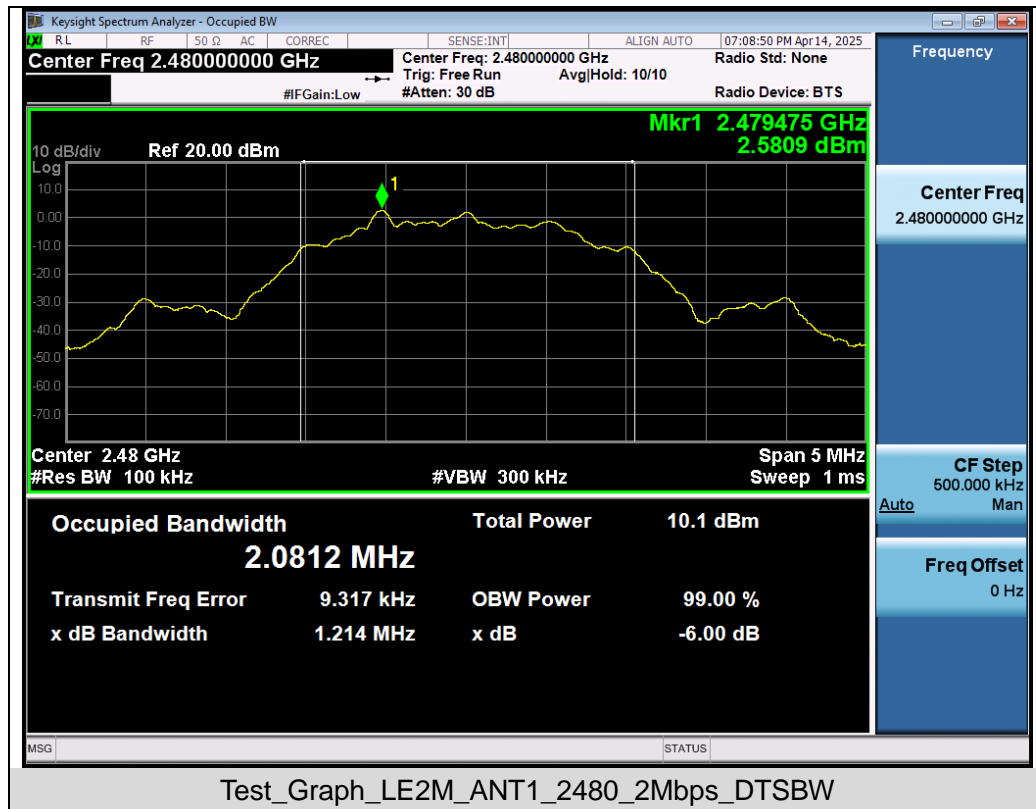 Keysight Spectrum Analyzer - Occupied BW
LXI RL RF 50 Ω AC CORREC SENSE:INT ALIGN AUTO 07:08:50 PM Apr 14, 2025
Center Freq 2.480000000 GHz
Center Freq: 2.480000000 GHz Radio Std: None
Trig: Free Run Avg|Hold: 10/10
#IFGain:Low #Atten: 30 dB Radio Device: BTS
Mkr1 2.479475 GHz
2.5809 dBm
10 dB/div Ref 20.00 dBm
Log
10.0
0.00
-10.0
-20.0
-30.0
-40.0
-50.0
-60.0
-70.0
1
Center 2.48 GHz Span 5 MHz
#Res BW 100 kHz #VBW 300 kHz Sweep 1 ms
Occupied Bandwidth Total Power 10.1 dBm
2.0812 MHz
Transmit Freq Error 9.317 kHz OBW Power 99.00 %
x dB Bandwidth 1.214 MHz x dB -6.00 dB
MSG STATUS
Frequency
Center Freq
2.480000000 GHz
CF Step
500.000 kHz
Auto Man
Freq Offset
0 Hz
Test_Graph_LE2M_ANT1_2480_2Mbps_DTSBW